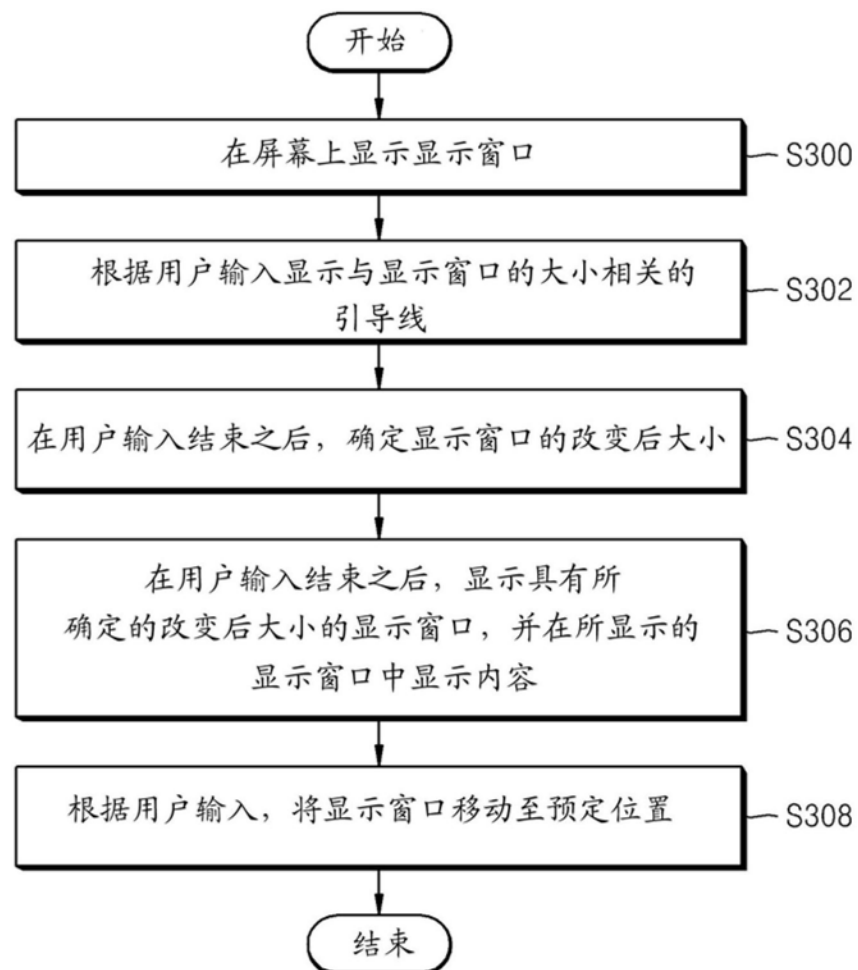 开始
在屏幕上显示显示窗口
S300
根据用户输入显示与显示窗口的大小相关的
引导线
S302
在用户输入结束之后，确定显示窗口的改变后大小
S304
在用户输入结束之后，显示具有所
确定的改变后大小的显示窗口，并在所显示的
显示窗口中显示内容
S306
根据用户输入，将显示窗口移动至预定位置
S308
结束